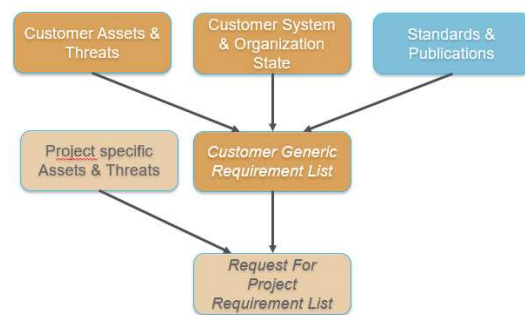 Customer Assets &
Threats
Customer System
& Organization
State
Standards &
Publications
Project specific
Assets & Threats
Customer Generic
Requirement List
Request For
Project
Requirement List